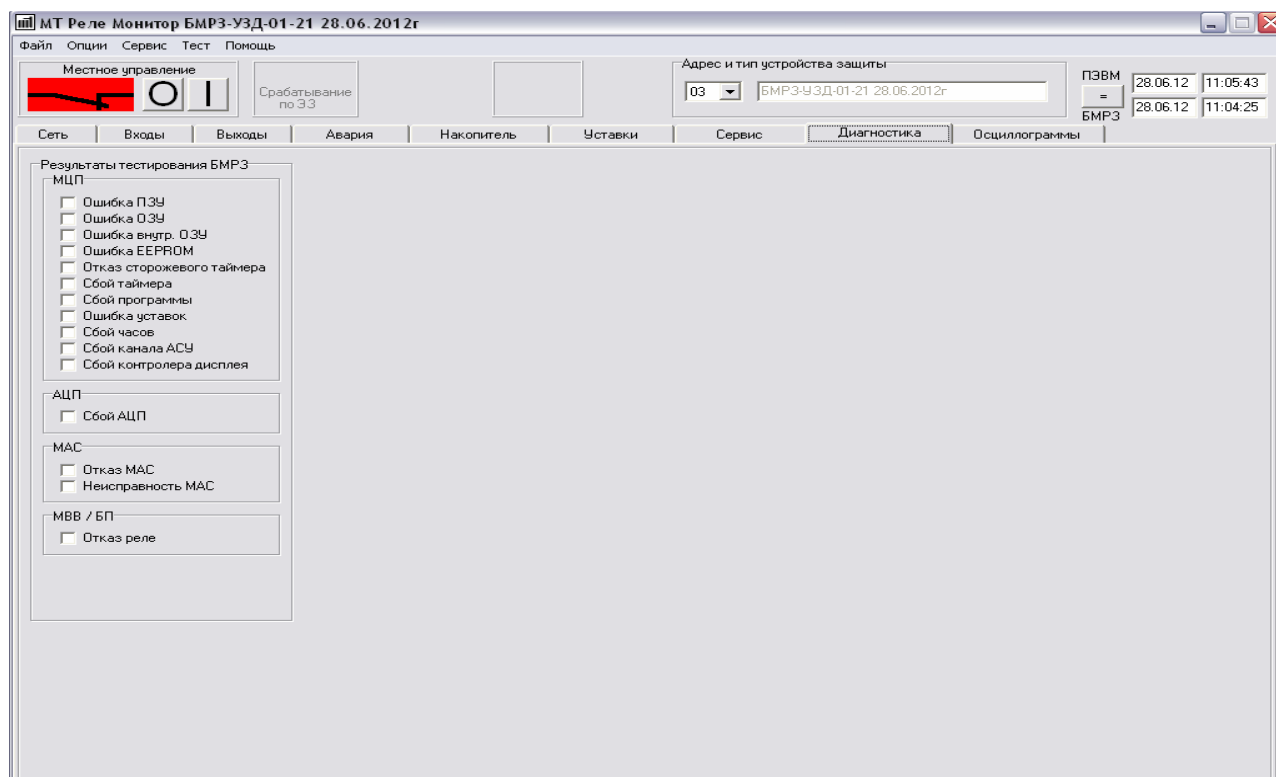 МТ Реле Монитор БМРЗ-УЗД-01-21 28.06.2012г
Файл Опции Сервис Тест Помощь
Местное управление
Срабатывание
по ЗЗ
Адрес и тип устройства защиты
03
БМРЗ-УЗД-01-21 28.06.2012г
ПЭВМ
28.06.12 11:05:43
=
28.06.12 11:04:25
БМРЗ
Сеть Входы Выходы Авария Накопитель Уставки Сервис Диагностика Осциллограммы
Результаты тестирования БМРЗ
МЦП
Ошибка ПЗУ
Ошибка ОЗУ
Ошибка внутр. ОЗУ
Ошибка EEPROM
Отказ сторожевого таймера
Сбой таймера
Сбой программы
Ошибка уставок
Сбой часов
Сбой канала АСУ
Сбой контролера дисплея
АЦП
Сбой АЦП
МАС
Отказ МАС
Неисправность МАС
МВВ / БП
Отказ реле